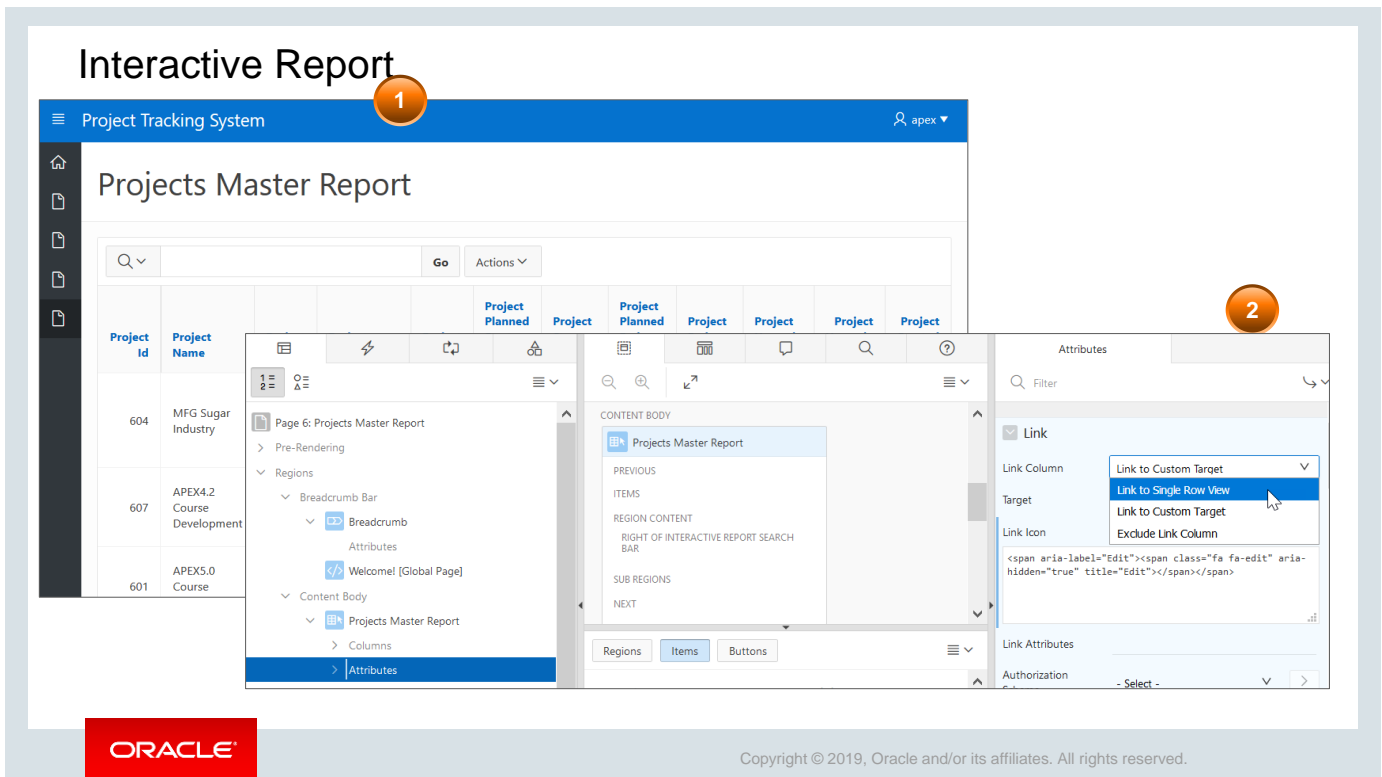 Interactive Report
1
Project Tracking System
apex
Projects Master Report
Go
Actions
Project Id
Project Name
Project Planned
Project
Project Planned
Project
Project
Project
Project
604
MFG Sugar Industry
607
APEX4.2 Course Development
601
APEX5.0 Course
Page 6: Projects Master Report
Pre-Rendering
Regions
Breadcrumb Bar
Breadcrumb
Attributes
Welcome! [Global Page]
Content Body
Projects Master Report
Columns
Attributes
CONTENT BODY
Projects Master Report
PREVIOUS
ITEMS
REGION CONTENT
RIGHT OF INTERACTIVE REPORT SEARCH
BAR
SUB REGIONS
NEXT
Regions
Items
Buttons
2
Attributes
Filter
Link
Link Column
Link to Custom Target
Link to Single Row View
Target
Link to Custom Target
Link Icon
Exclude Link Column
<span aria-label="Edit"><span class="fa fa-edit" aria-
hidden="true" title="Edit"></span></span>
Link Attributes
Authorization
- Select -
ORACLE
Copyright © 2019, Oracle and/or its affiliates. All rights reserved.